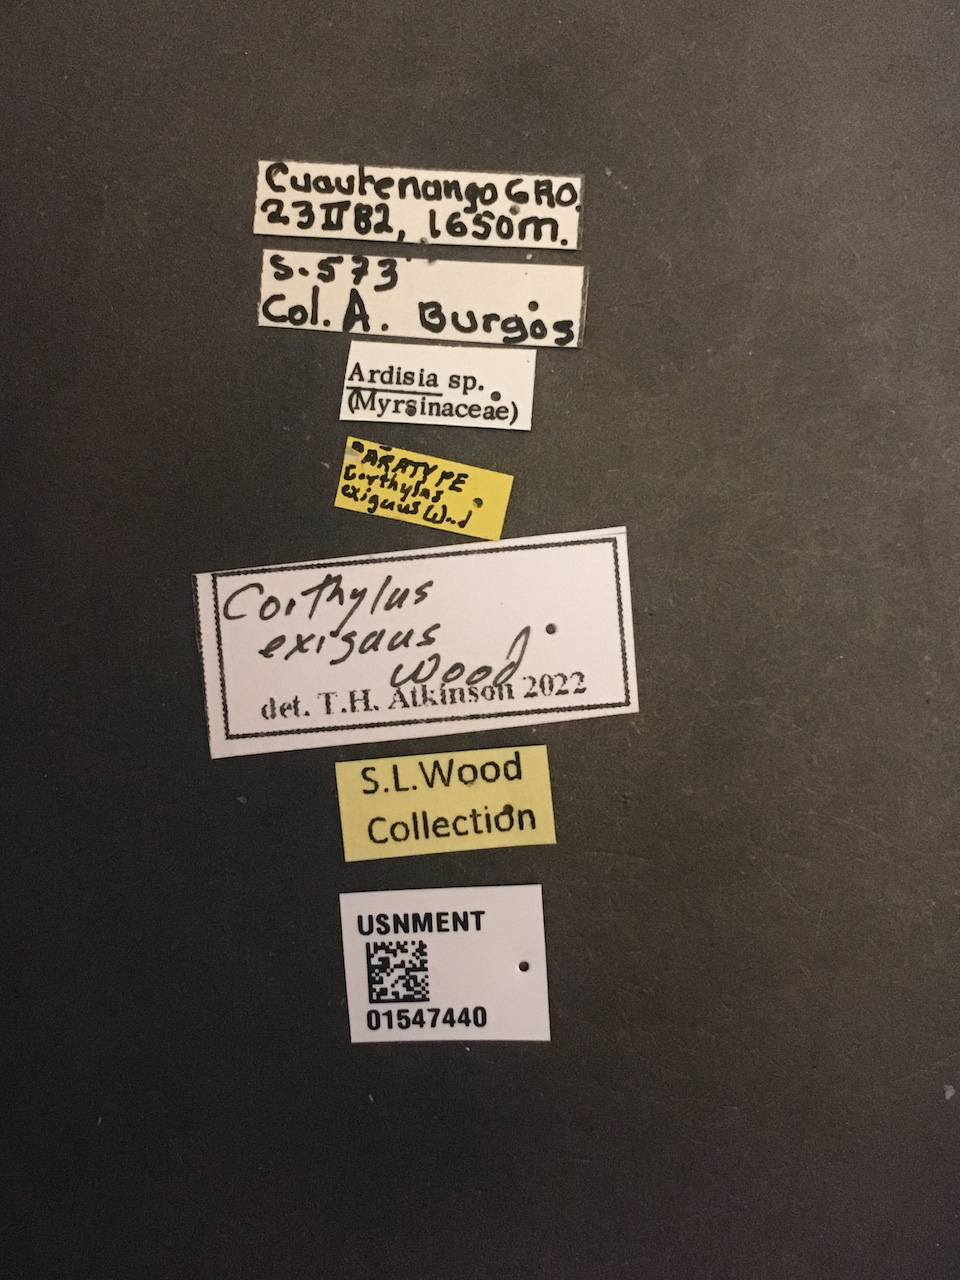 Cuautenango GRO.
23 II 82, 1650m.
S-573
Col. A. Burgos
Ardisia sp.
(Myrsinaceae)
PARATYPE
Corthylus
exiguus Wood
Corthylus
exiguus
Wood
det. T.H. Atkinson 2022
S.L.Wood
Collection
USNMENT
01547440